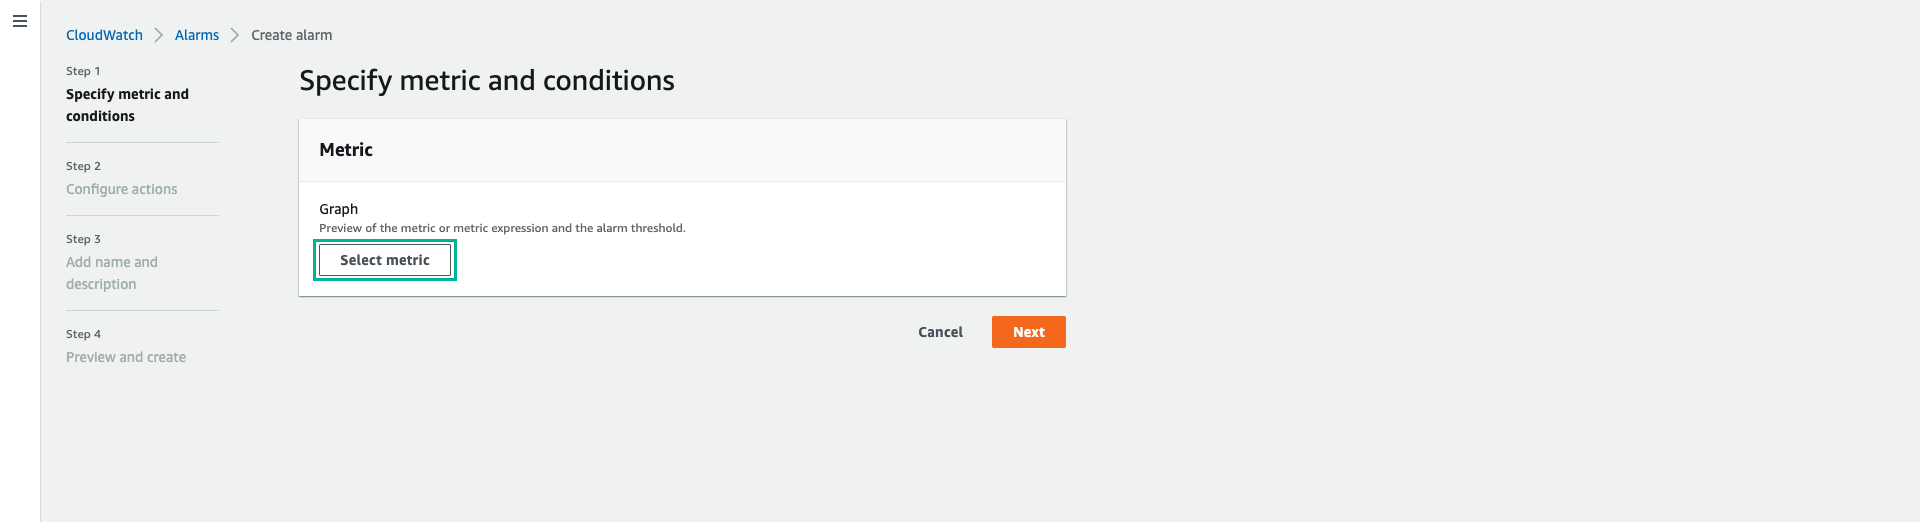 CloudWatch > Alarms > Create alarm
Step 1
Specify metric and
conditions
Step 2
Configure actions
Step 3
Add name and
description
Step 4
Preview and create
Specify metric and conditions
Metric
Graph
Preview of the metric or metric expression and the alarm threshold.
Select metric
Cancel Next